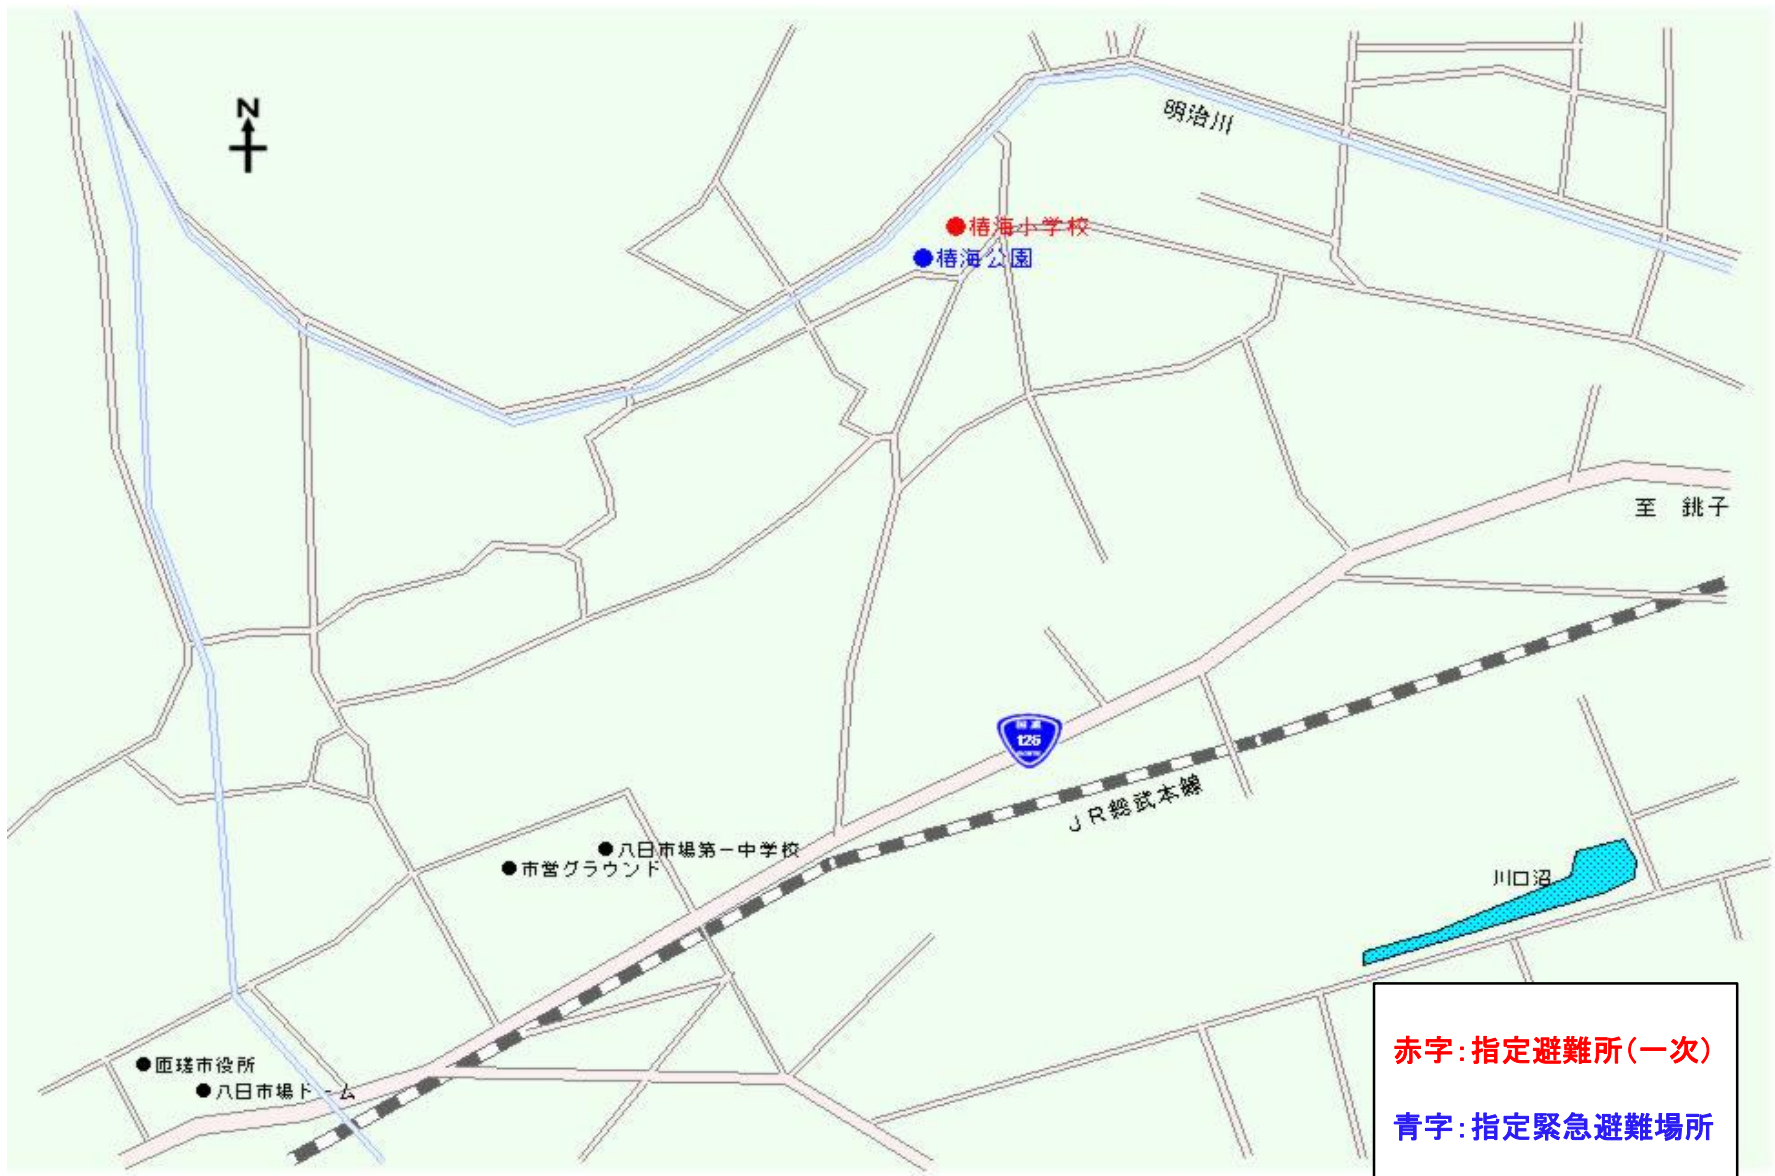 N
明治川
椿海小学校
椿海公園
至 銚子
国道
126
JR総武本線
八日市場第一中学校
市営グラウンド
川口沼
匝瑳市役所
八日市場ドーム
赤字:指定避難所(一次)
青字:指定緊急避難場所